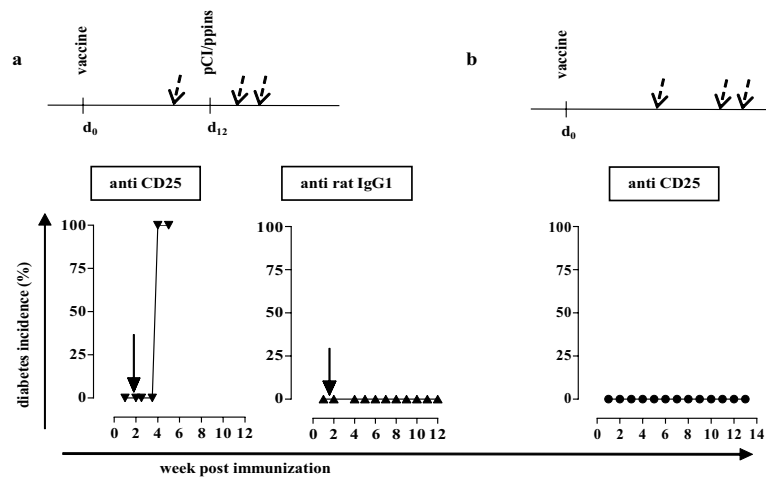 a
vaccine
pCI/ppins
d0
d12
b
vaccine
d0
anti CD25
anti rat IgG1
anti CD25
diabetes incidence (%)
100
75
50
25
0
0 2 4 6 8 10 12
100
75
50
25
0
0 2 4 6 8 10 12
100
75
50
25
0
0 2 4 6 8 10 12 14
week post immunization